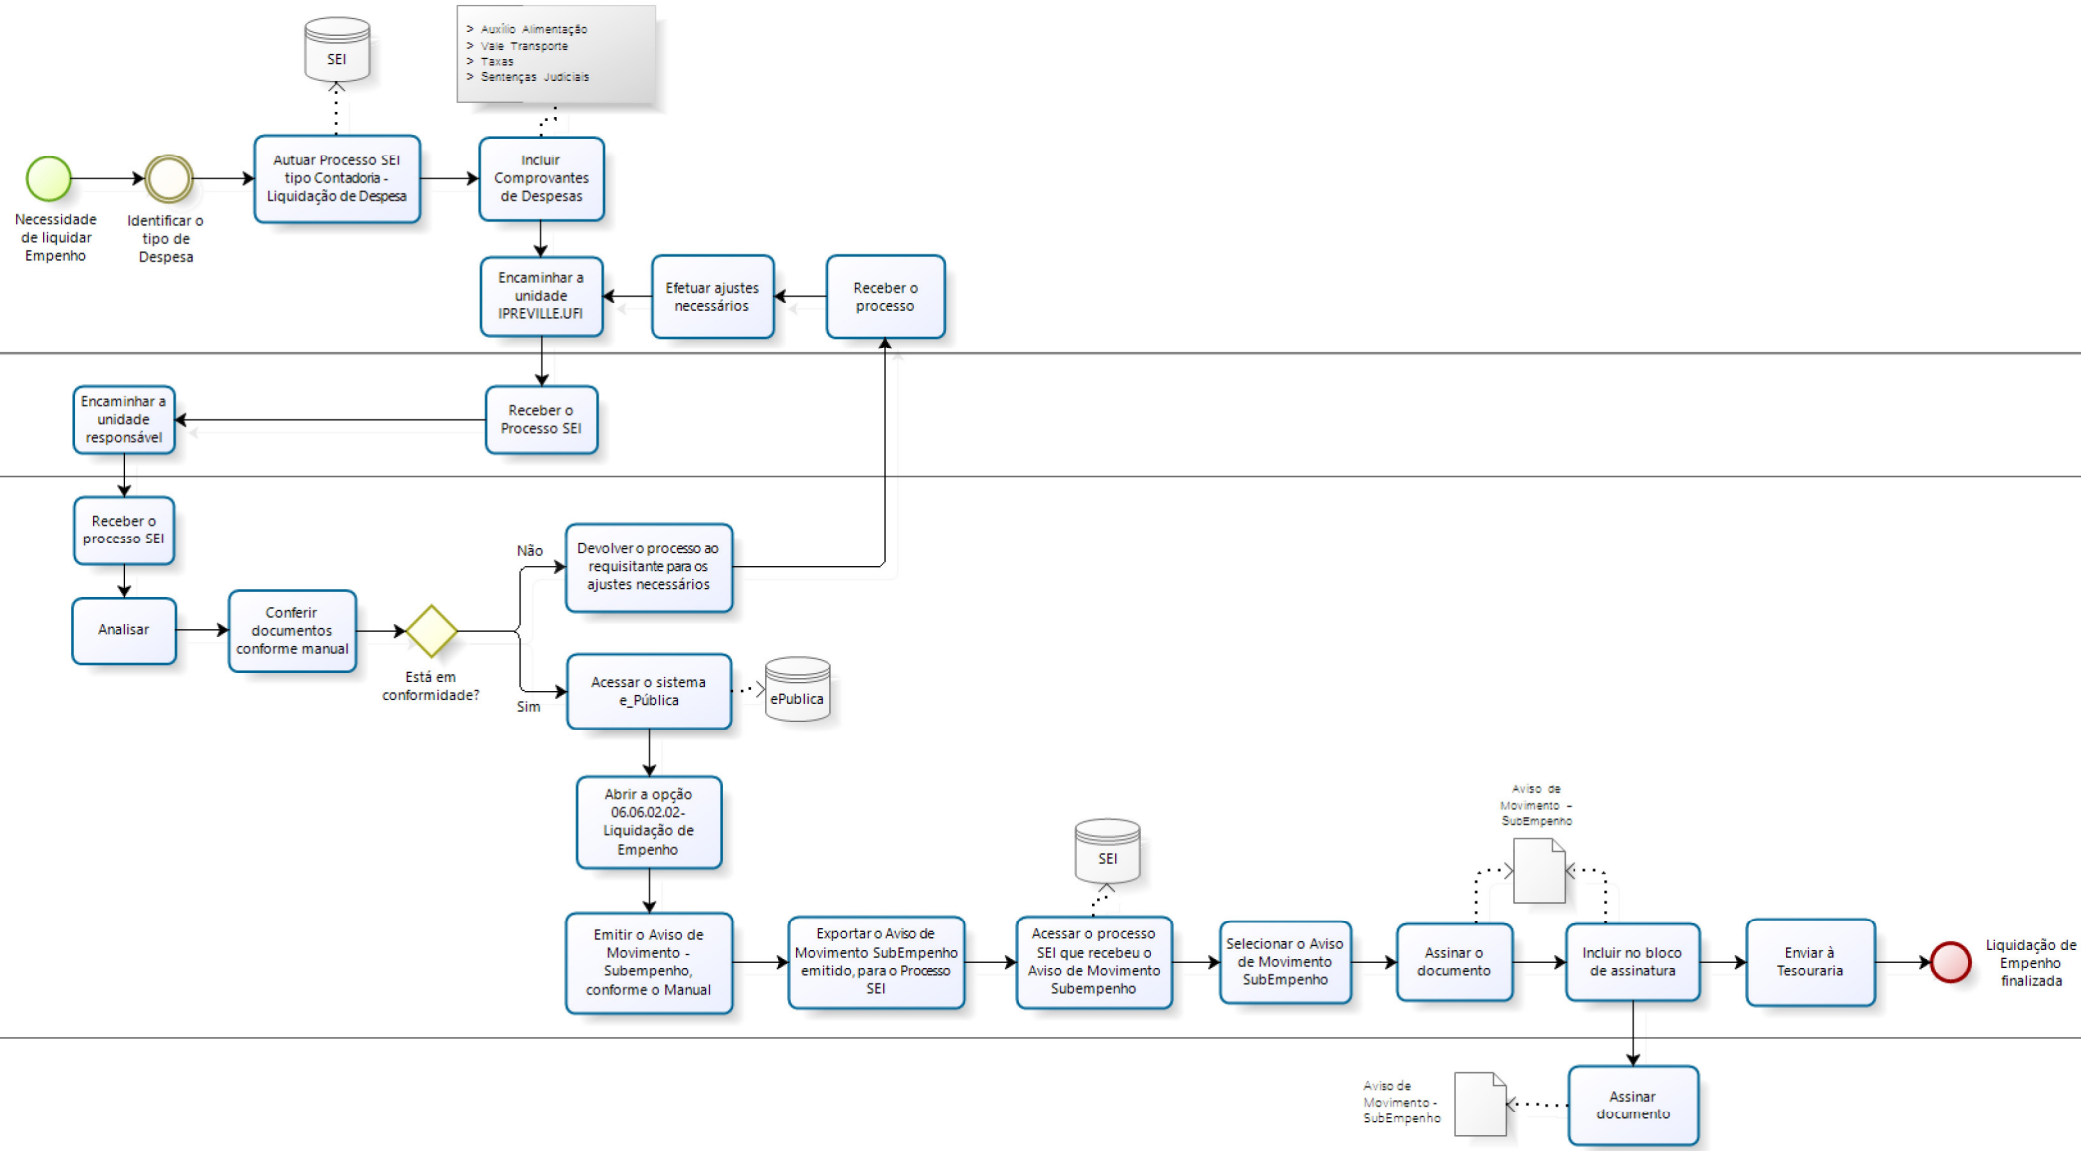 SEI
> Auxílio Alimentação
> Vale Transporte
> Taxas
> Sentenças Judiciais
Necessidade
de liquidar
Empenho
Identificar o
tipo de
Despesa
Autuar Processo SEI
tipo Contadoria -
Liquidação de Despesa
Incluir
Comprovantes
de Despesas
Encaminhar a
unidade
IPREVILLE.UFI
Efetuar ajustes
necessários
Receber o
processo
Encaminhar a
unidade
responsável
Receber o
Processo SEI
Receber o
processo SEI
Analisar
Conferir
documentos
conforme manual
Está em
conformidade?
Não
Devolver o processo ao
requisitante para os
ajustes necessários
Sim
Acessar o sistema
e_Pública
ePublica
Abrir a opção
06.06.02.02-
Liquidação de
Empenho
Emitir o Aviso de
Movimento -
Subempenho,
conforme o Manual
Exportar o Aviso de
Movimento SubEmpenho
emitido, para o Processo
SEI
SEI
Acessar o processo
SEI que recebeu o
Aviso de Movimento
Subempenho
Selecionar o Aviso
de Movimento
SubEmpenho
Aviso de
Movimento -
SubEmpenho
Assinar o
documento
Incluir no bloco
de assinatura
Enviar à
Tesouraria
Liquidação de
Empenho
finalizada
Aviso de
Movimento -
SubEmpenho
Assinar
documento